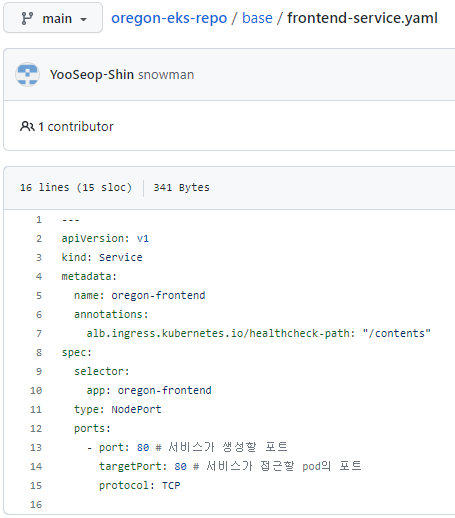 main
oregon-eks-repo / base / frontend-service.yaml
YooSeop-Shin snowman
1 contributor
16 lines (15 sloc) 341 Bytes
1 ---
2 apiVersion: v1
3 kind: Service
4 metadata:
5   name: oregon-frontend
6   annotations:
7     alb.ingress.kubernetes.io/healthcheck-path: "/contents"
8 spec:
9   selector:
10     app: oregon-frontend
11   type: NodePort
12   ports:
13     - port: 80 # 서비스가 생성할 포트
14       targetPort: 80 # 서비스가 접근할 pod의 포트
15       protocol: TCP
16